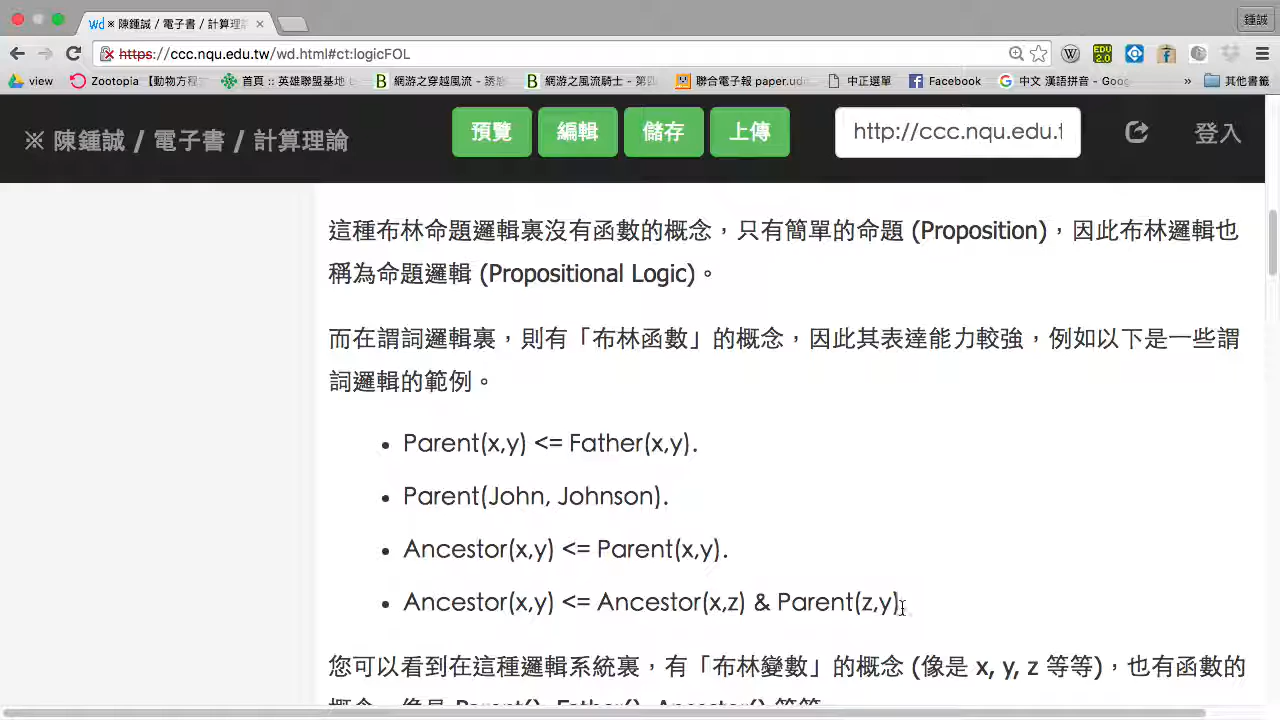 wd ※ 陳鍾誠 / 電子書 / 計算理
鍾誠
https://ccc.nqu.edu.tw/wd.html#ct:logicFOL
view
Zootopia 【動物方程
首頁 :: 英雄聯盟基地
網游之穿越風流
網游之風流騎士
聯合電子報 paper.ud
中正選單
Facebook
中文 漢語拼音 - Goog
»
其他書籤
※ 陳鍾誠 / 電子書 / 計算理論
預覽
編輯
儲存
上傳
http://ccc.nqu.edu.t
登入
這種布林命題邏輯裏沒有函數的概念，只有簡單的命題 (Proposition)，因此布林邏輯也
稱為命題邏輯 (Propositional Logic)。
而在謂詞邏輯裏，則有「布林函數」的概念，因此其表達能力較強，例如以下是一些謂
詞邏輯的範例。
• Parent(x,y) <= Father(x,y).
• Parent(John, Johnson).
• Ancestor(x,y) <= Parent(x,y).
• Ancestor(x,y) <= Ancestor(x,z) & Parent(z,y).
您可以看到在這種邏輯系統裏，有「布林變數」的概念 (像是 x, y, z 等等)，也有函數的
概念，像是 Parent(), Father(), Ancestor() 等等